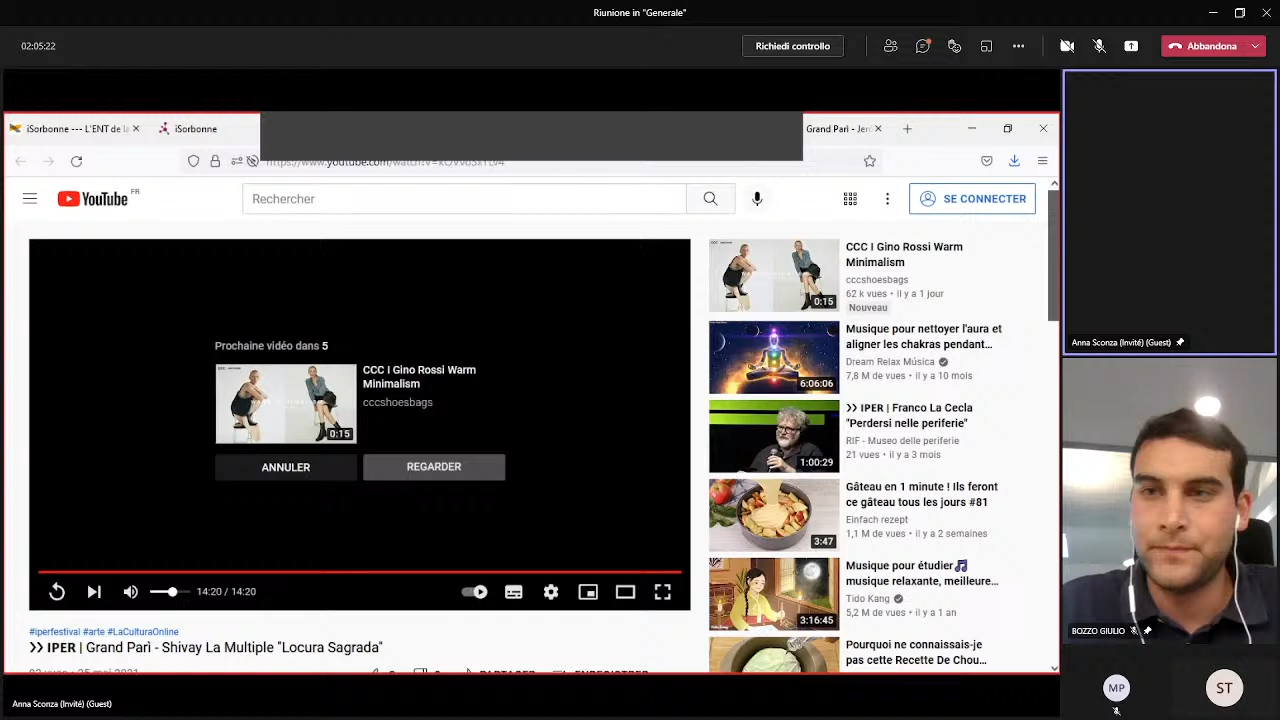 Riunione in "Generale"
02:05:22
Richiedi controllo
Abbandona
iSorbonne --- L'ENT de la
iSorbonne
Grand Parì - Jer
YouTube FR
Rechercher
SE CONNECTER
Prochaine vidéo dans 5
CCC I Gino Rossi Warm
Minimalism
cccshoesbags
0:15
ANNULER
REGARDER
14:20 / 14:20
#iperfestival #arte #LaCulturaOnline
IPER | Grand Parì - Shivay La Multiple "Locura Sagrada"
CCC I Gino Rossi Warm
Minimalism
cccshoesbags
62 k vues • il y a 1 jour
Nouveau
0:15
Musique pour nettoyer l'aura et
aligner les chakras pendant…
Dream Relax Música
7,8 M de vues • il y a 10 mois
6:06:06
IPER | Franco La Cecla
"Perdersi nelle periferie"
RIF - Museo delle periferie
21 vues • il y a 3 mois
1:00:29
Gâteau en 1 minute ! Ils feront
ce gâteau tous les jours #81
Einfach rezept
1,1 M de vues • il y a 2 semaines
3:47
Musique pour étudier🎵
musique relaxante, meilleure…
Tido Kang
5,2 M de vues • il y a 1 an
3:16:45
Pourquoi ne connaissais-je
pas cette Recette De Chou…
Anna Sconza (Invité) (Guest)
BOZZO GIULIO
MP
ST
Anna Sconza (Invité) (Guest)